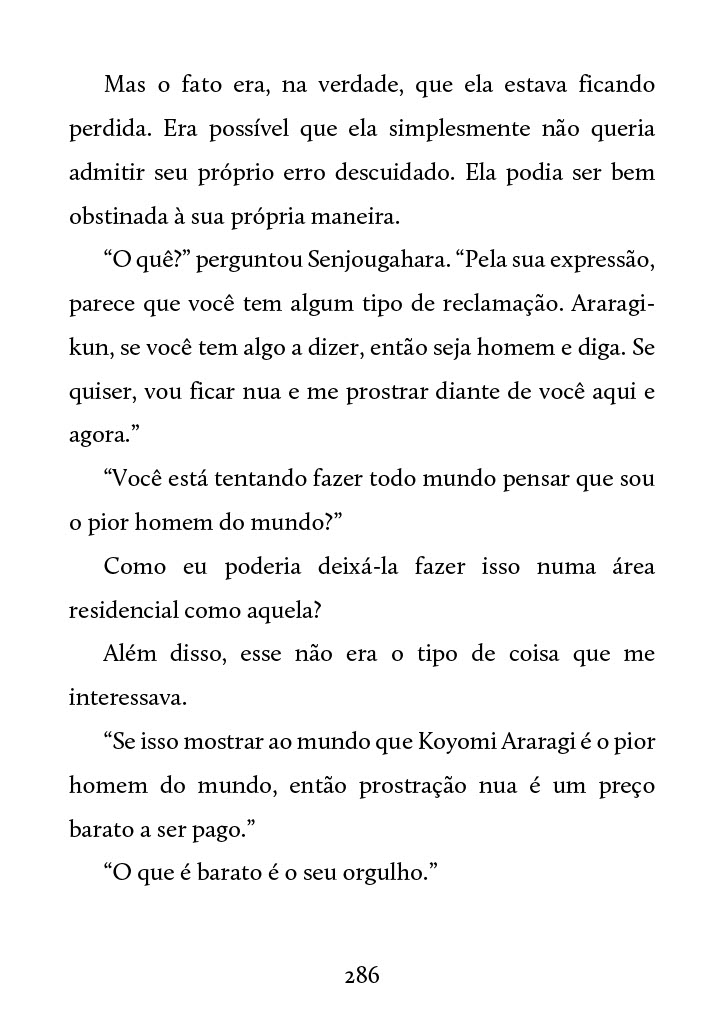 Mas o fato era, na verdade, que ela estava ficando
perdida. Era possível que ela simplesmente não queria
admitir seu próprio erro descuidado. Ela podia ser bem
obstinada à sua própria maneira.
“O quê?” perguntou Senjougahara. “Pela sua expressão,
parece que você tem algum tipo de reclamação. Araragi-
kun, se você tem algo a dizer, então seja homem e diga. Se
quiser, vou ficar nua e me prostrar diante de você aqui e
agora.”
“Você está tentando fazer todo mundo pensar que sou
o pior homem do mundo?”
Como eu poderia deixá-la fazer isso numa área
residencial como aquela?
Além disso, esse não era o tipo de coisa que me
interessava.
“Se isso mostrar ao mundo que Koyomi Araragi é o pior
homem do mundo, então prostração nua é um preço
barato a ser pago.”
“O que é barato é o seu orgulho.”
286